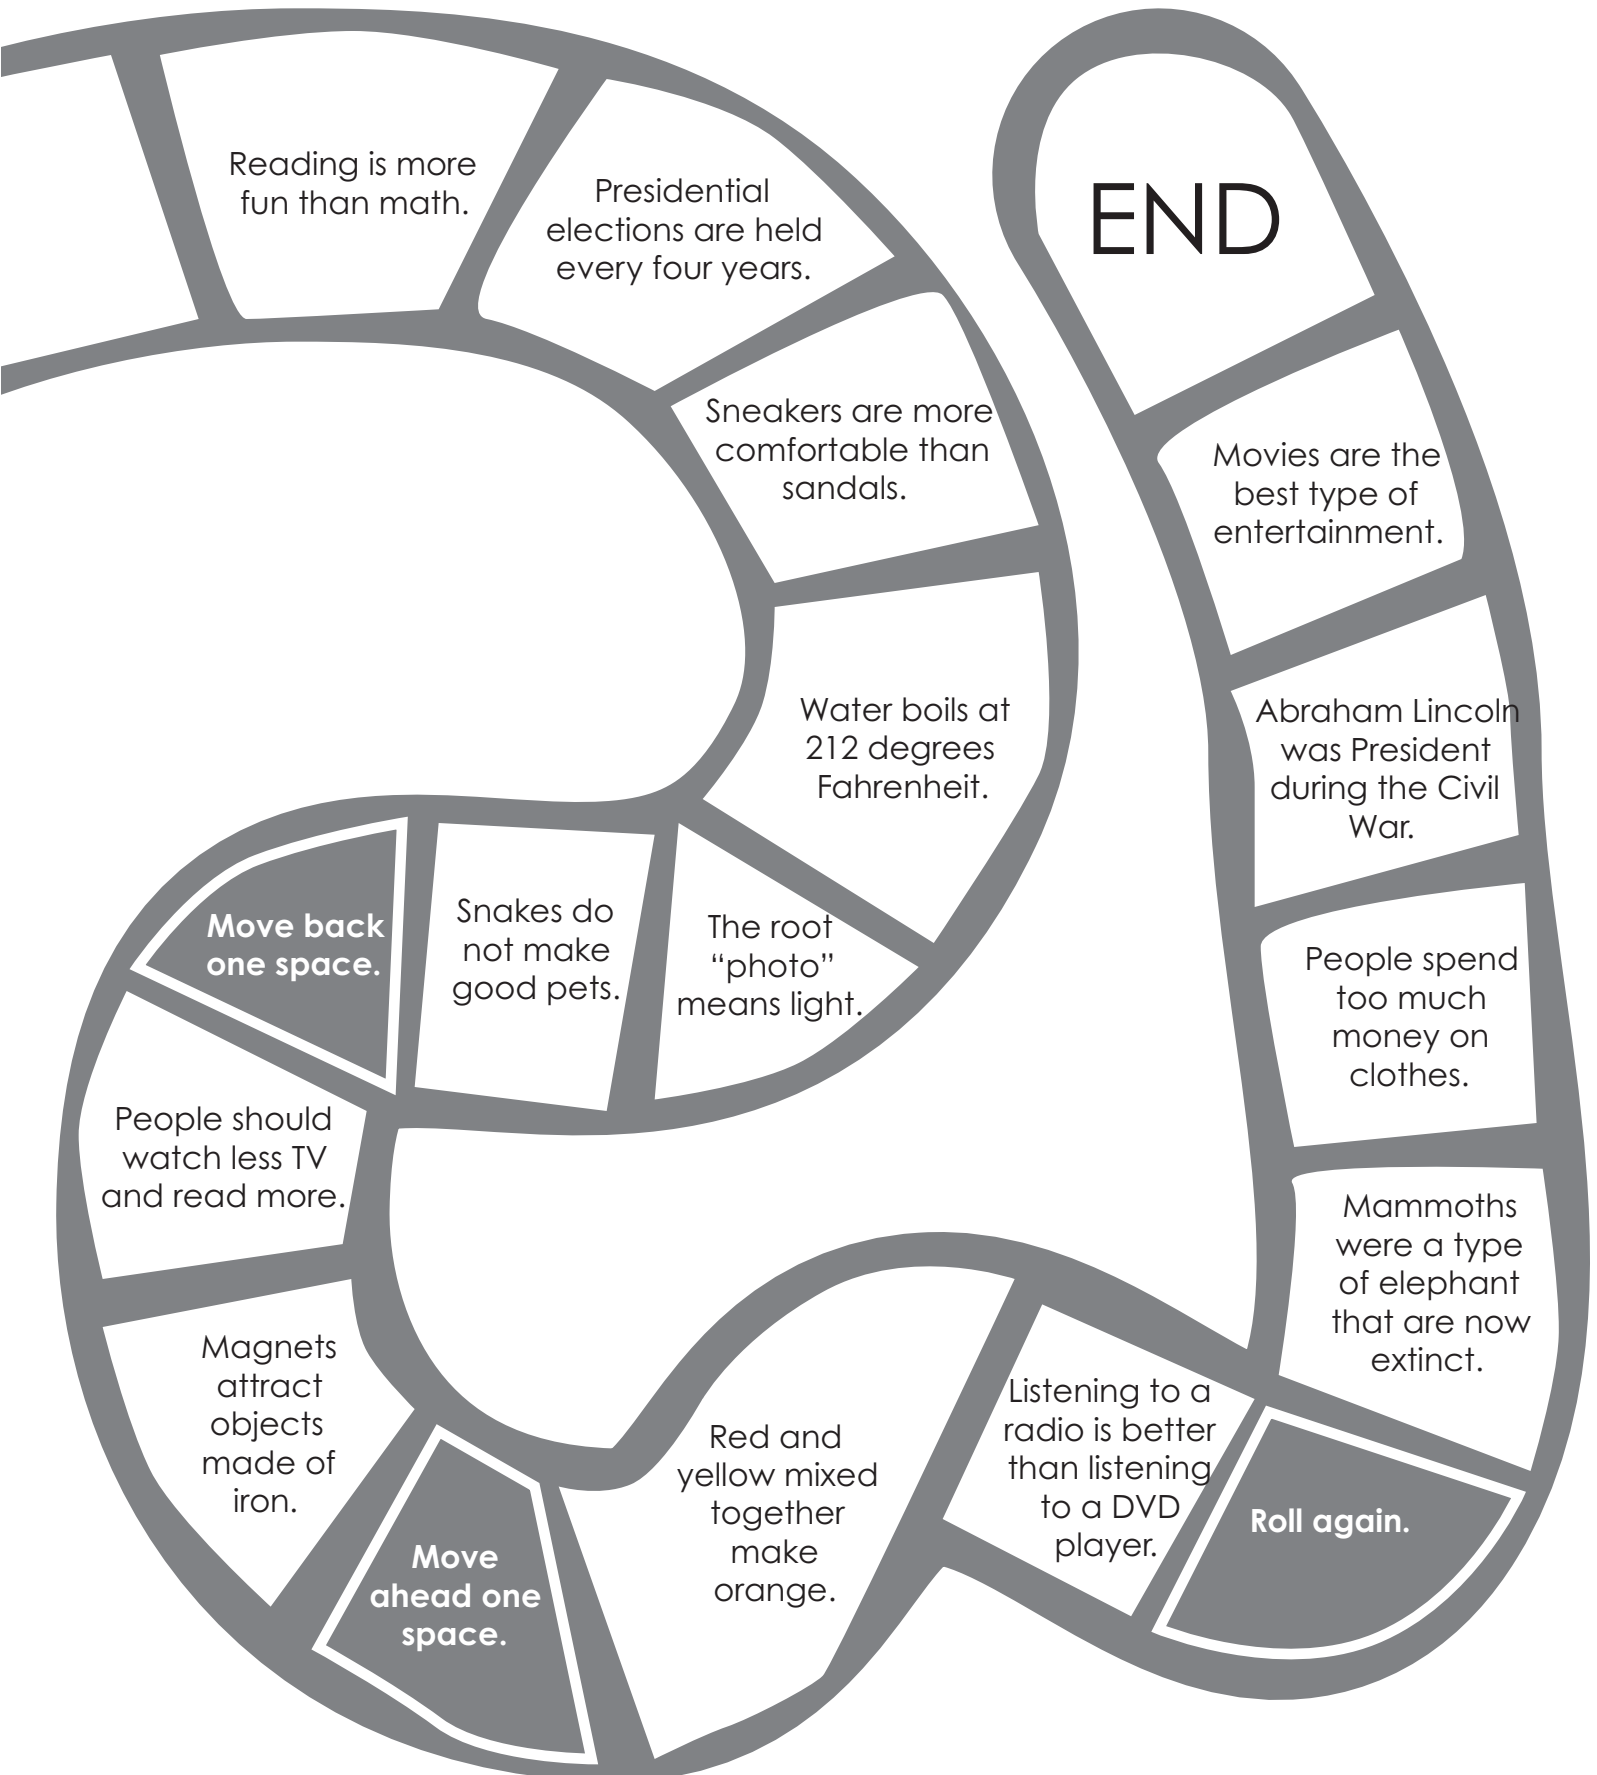 Reading is more
fun than math.
Presidential
elections are held
every four years.
Sneakers are more
comfortable than
sandals.
Water boils at
212 degrees
Fahrenheit.
The root
“photo”
means light.
Snakes do
not make
good pets.
Move back
one space.
People should
watch less TV
and read more.
Magnets
attract
objects
made of
iron.
Move
ahead one
space.
Red and
yellow mixed
together
make
orange.
Listening to a
radio is better
than listening
to a DVD
player.
Roll again.
Mammoths
were a type
of elephant
that are now
extinct.
People spend
too much
money on
clothes.
Abraham Lincoln
was President
during the Civil
War.
Movies are the
best type of
entertainment.
END